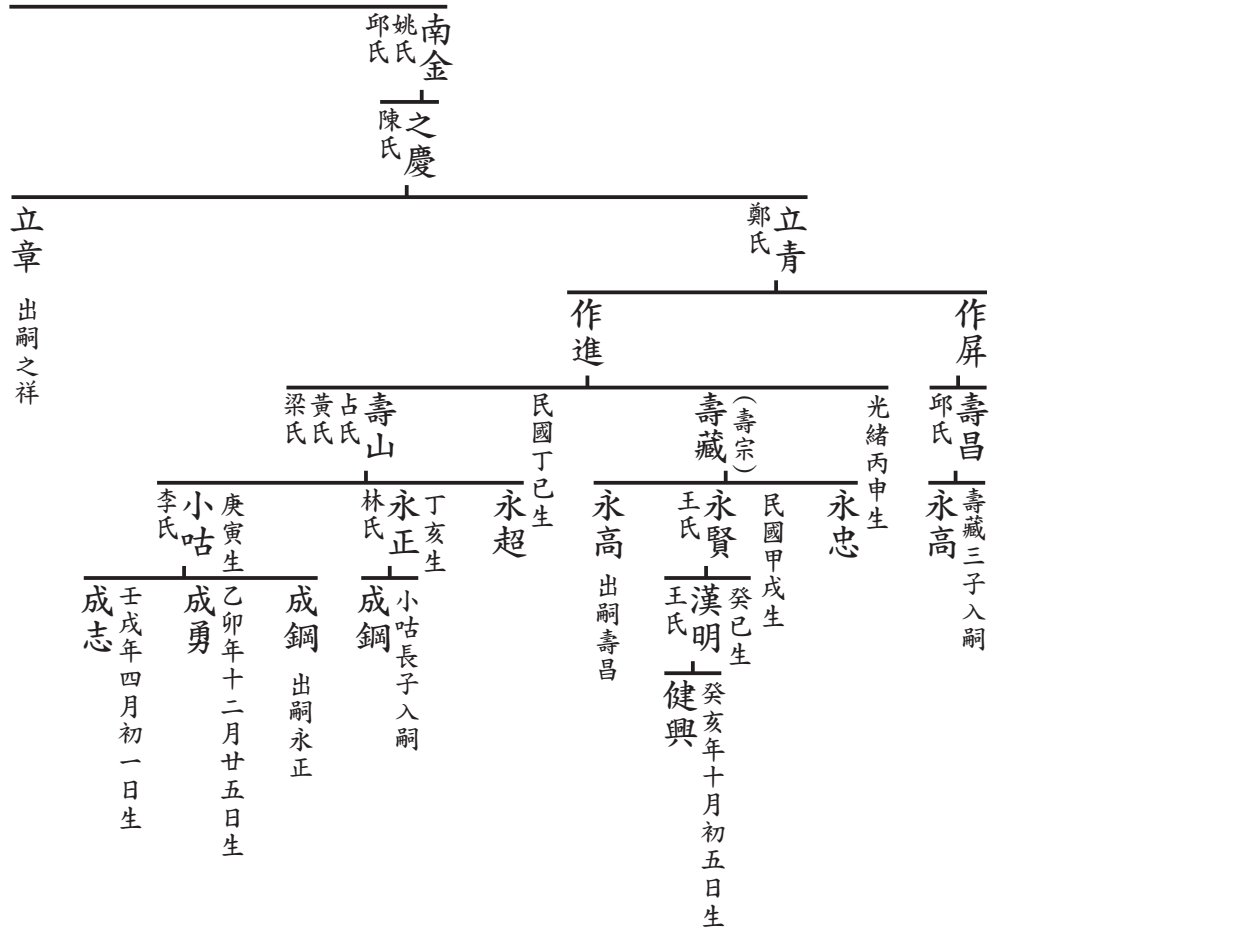 南金
姚氏
邱氏
之慶
陳氏
立青
鄭氏
立章
出嗣之祥
作屏
作進
壽昌
邱氏
光緒丙申生
(壽宗)
壽藏
民國丁巳生
壽山
占氏
黃氏
梁氏
壽藏三子入嗣
永高
永忠
民國甲戌生
永賢
王氏
永高
出嗣壽昌
永超
丁亥生
永正
林氏
庚寅生
小咕
李氏
癸巳生
漢明
王氏
小咕長子入嗣
成鋼
成鋼
出嗣永正
乙卯年十二月廿五日生
成勇
壬戌年四月初一日生
成志
癸亥年十月初五日生
健興